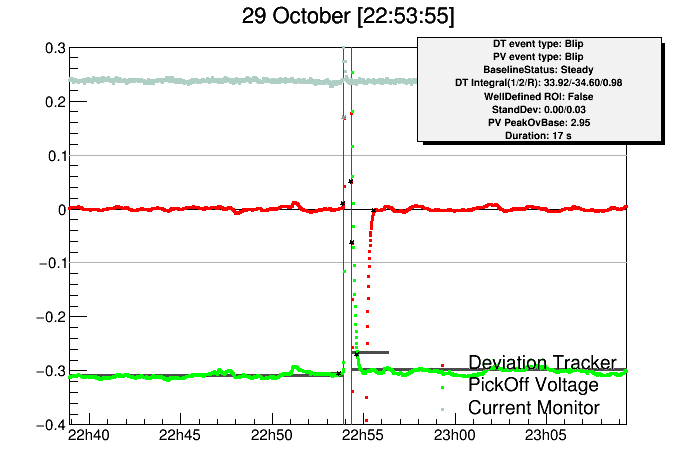 29 October [22:53:55]
DT event type: Blip
PV event type: Blip
BaselineStatus: Steady
DT Integral(1/2/R): 33.92/-34.60/0.98
WellDefined ROI: False
StandDev: 0.00/0.03
PV PeakOvBase: 2.95
Duration: 17 s
0.3
0.2
0.1
0
−0.1
−0.2
−0.3
−0.4
Deviation Tracker
PickOff Voltage
Current Monitor
22h40 22h45 22h50 22h55 23h00 23h05